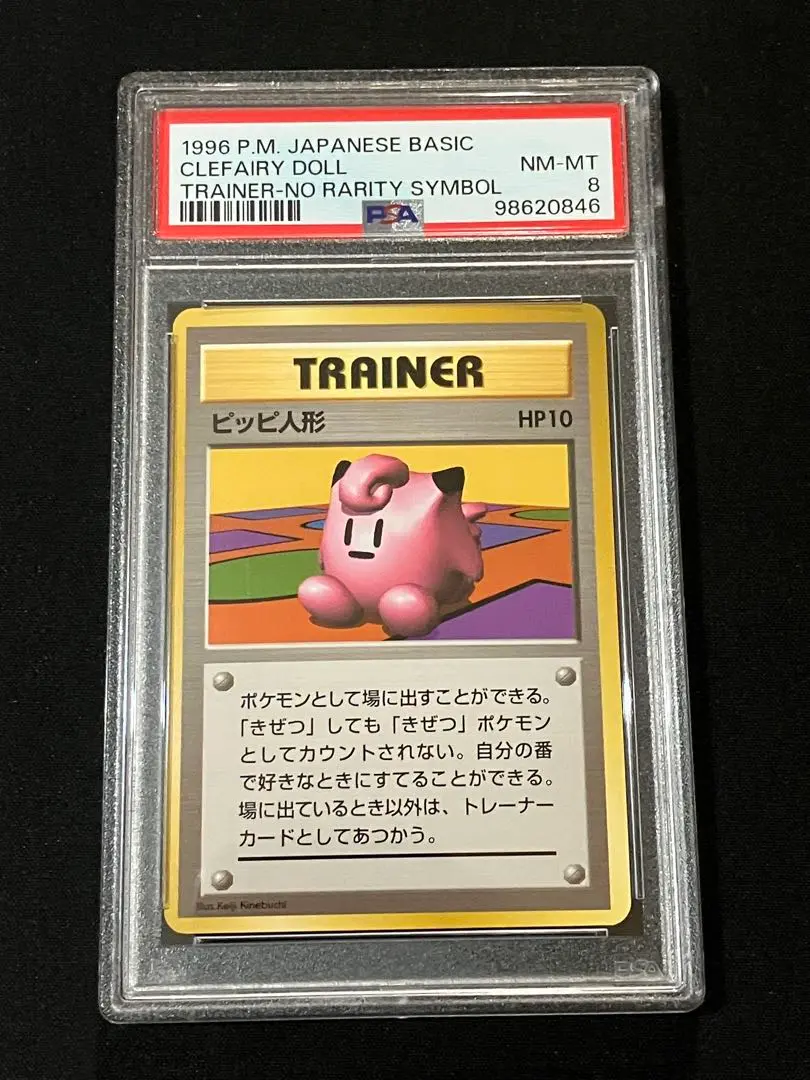 1996 P.M. JAPANESE BASIC
CLEFAIRY DOLL NM-MT
TRAINER-NO RARITY SYMBOL 8
PSA 98620846
TRAINER
ピッピ人形 HP10
ポケモンとして場に出すことができる。
「きぜつ」しても「きぜつ」ポケモン
としてカウントされない。自分の番
で好きなときにすてることができる。
場に出ているとき以外は、トレーナー
カードとしてあつかう。
Illus. Keiji Kinebuchi
PSA